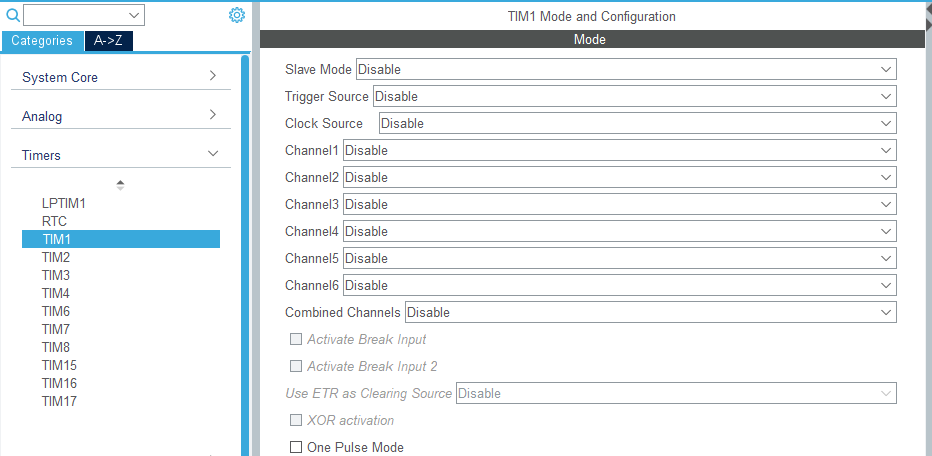 Categories A->Z
System Core
Analog
Timers
LPTIM1
RTC
TIM1
TIM2
TIM3
TIM4
TIM6
TIM7
TIM8
TIM15
TIM16
TIM17
TIM1 Mode and Configuration
Mode
Slave Mode Disable
Trigger Source Disable
Clock Source Disable
Channel1 Disable
Channel2 Disable
Channel3 Disable
Channel4 Disable
Channel5 Disable
Channel6 Disable
Combined Channels Disable
Activate Break Input
Activate Break Input 2
Use ETR as Clearing Source Disable
XOR activation
One Pulse Mode